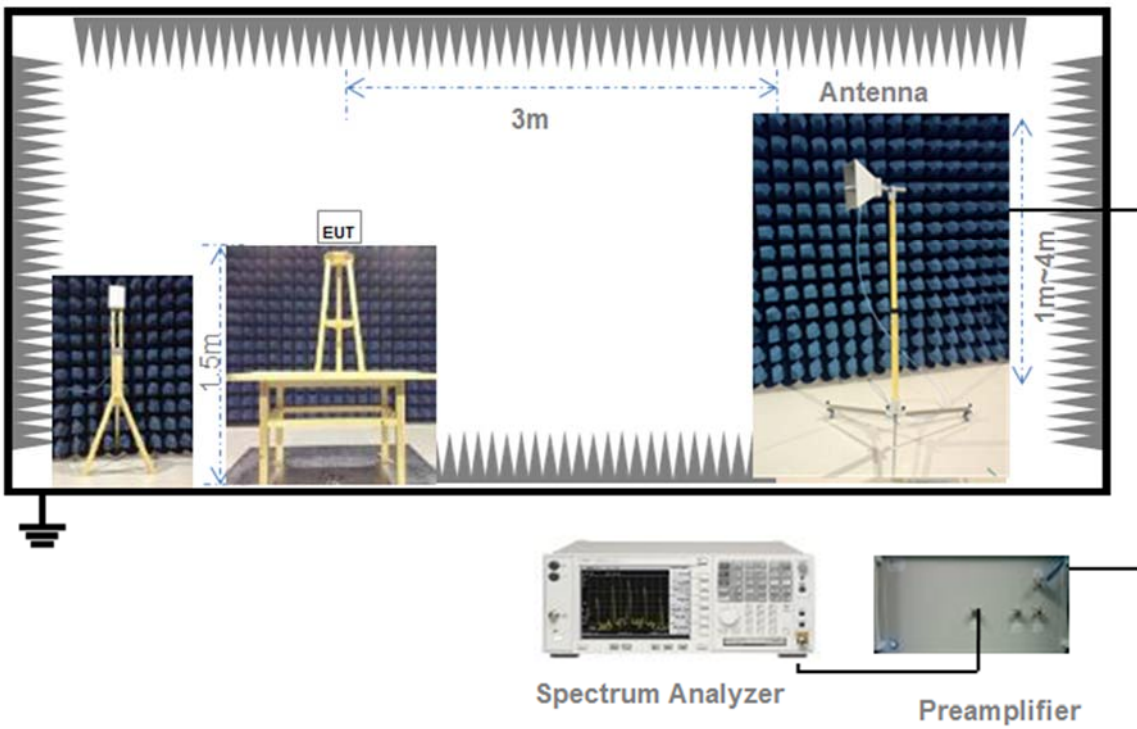 Antenna
3m
EUT
1.5m
1m~4m
Spectrum Analyzer
Preamplifier